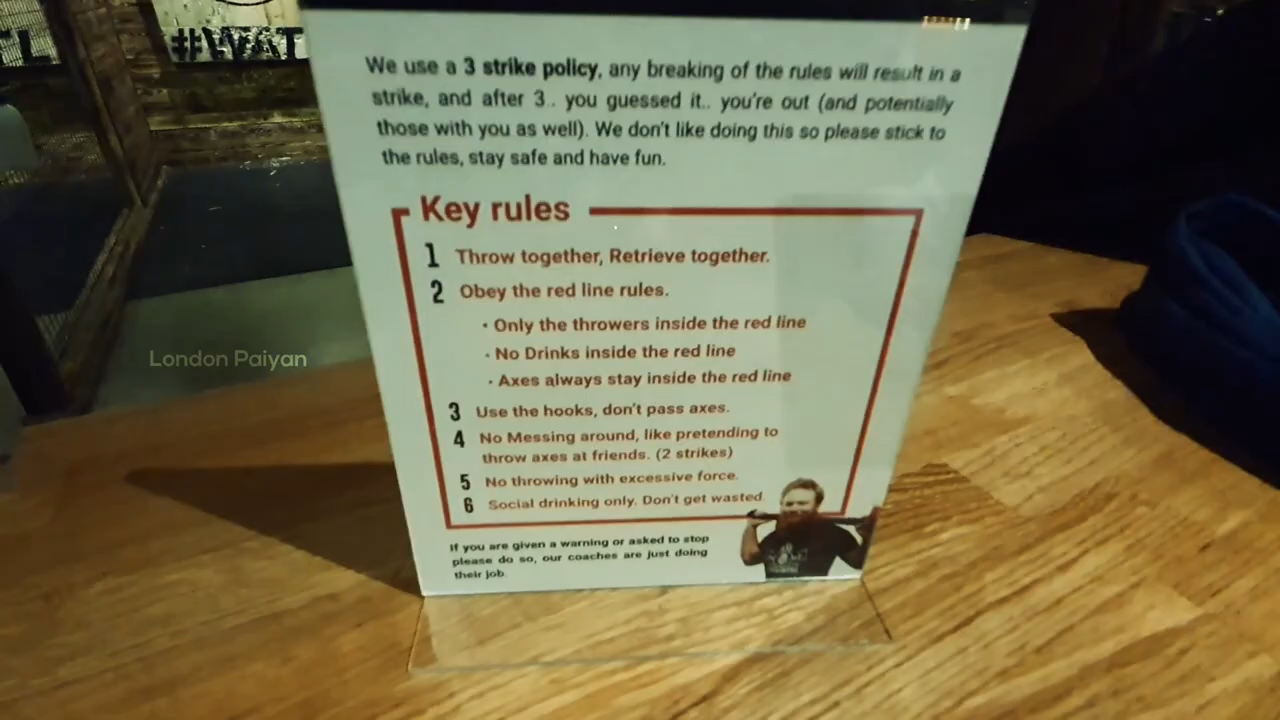 #WAT
We use a 3 strike policy, any breaking of the rules will result in a
strike, and after 3.. you guessed it.. you're out (and potentially
those with you as well). We don't like doing this so please stick to
the rules, stay safe and have fun.
Key rules
1 Throw together, Retrieve together.
2 Obey the red line rules.
• Only the throwers inside the red line
• No Drinks inside the red line
• Axes always stay inside the red line
3 Use the hooks, don't pass axes.
4 No Messing around, like pretending to
throw axes at friends. (2 strikes)
5 No throwing with excessive force.
6 Social drinking only. Don't get wasted.
If you are given a warning or asked to stop
please do so, our coaches are just doing
their job.
London Paiyan